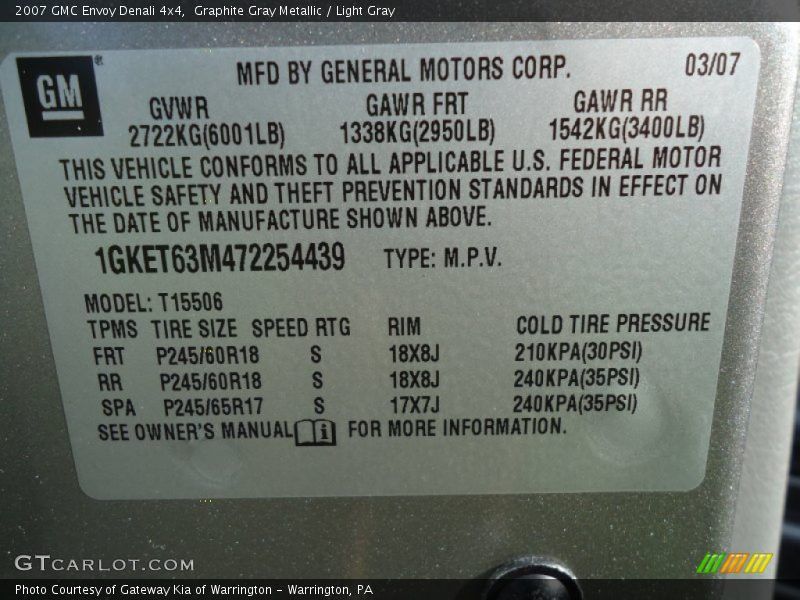 2007 GMC Envoy Denali 4x4, Graphite Gray Metallic / Light Gray
GM®
MFD BY GENERAL MOTORS CORP. 03/07
GVWR GAWR FRT GAWR RR
2722KG(6001LB) 1338KG(2950LB) 1542KG(3400LB)
THIS VEHICLE CONFORMS TO ALL APPLICABLE U.S. FEDERAL MOTOR
VEHICLE SAFETY AND THEFT PREVENTION STANDARDS IN EFFECT ON
THE DATE OF MANUFACTURE SHOWN ABOVE.
1GKET63M472254439 TYPE: M.P.V.
MODEL: T15506
TPMS TIRE SIZE SPEED RTG RIM COLD TIRE PRESSURE
FRT P245/60R18 S 18X8J 210KPA(30PSI)
RR P245/60R18 S 18X8J 240KPA(35PSI)
SPA P245/65R17 S 17X7J 240KPA(35PSI)
SEE OWNER'S MANUAL i FOR MORE INFORMATION.
GTCARLOT.COM
Photo Courtesy of Gateway Kia of Warrington - Warrington, PA